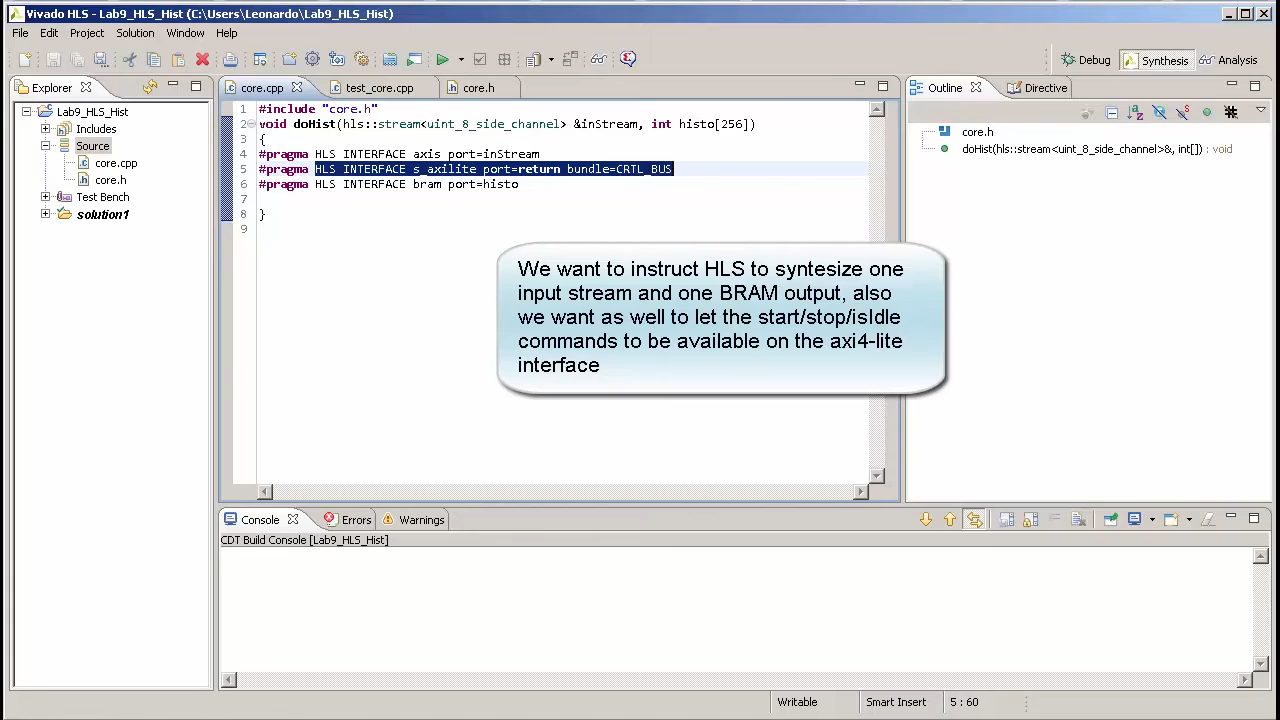 Vivado HLS - Lab9_HLS_Hist (C:\Users\Leonardo\Lab9_HLS_Hist)
File Edit Project Solution Window Help
Debug Synthesis Analysis
Explorer
Lab9_HLS_Hist
Includes
Source
core.cpp
core.h
Test Bench
solution1
core.cpp test_core.cpp core.h
1 #include "core.h"
2 void doHist(hls::stream<uint_8_side_channel> &inStream, int histo[256])
3 {
4 #pragma HLS INTERFACE axis port=inStream
5 #pragma HLS INTERFACE s_axilite port=return bundle=CRTL_BUS
6 #pragma HLS INTERFACE bram port=histo
7
8 }
9
We want to instruct HLS to syntesize one
input stream and one BRAM output, also
we want as well to let the start/stop/isIdle
commands to be available on the axi4-lite
interface
Outline Directive
core.h
doHist(hls::stream<uint_8_side_channel>&, int[]) : void
Console Errors Warnings
CDT Build Console [Lab9_HLS_Hist]
Writable Smart Insert 5 : 60